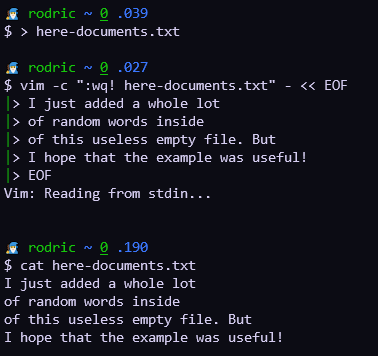 rodric ~ 0 .039
$ > here-documents.txt
rodric ~ 0 .027
$ vim -c ":wq! here-documents.txt" - << EOF
|> I just added a whole lot
|> of random words inside
|> of this useless empty file. But
|> I hope that the example was useful!
|> EOF
Vim: Reading from stdin...
rodric ~ 0 .190
$ cat here-documents.txt
I just added a whole lot
of random words inside
of this useless empty file. But
I hope that the example was useful!